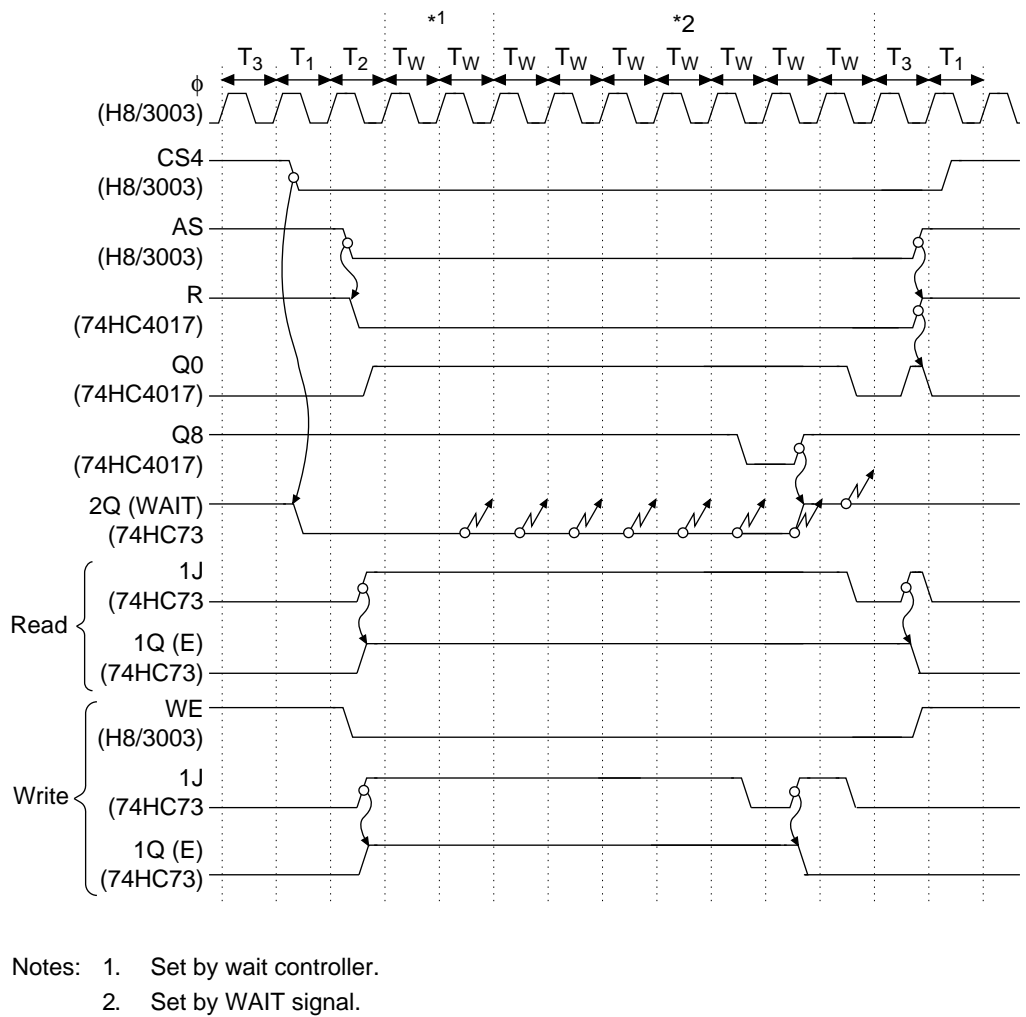 *1 *2
T3 T1 T2 TW TW TW TW TW TW TW TW TW T3 T1
ϕ
(H8/3003)
CS4
(H8/3003)
AS
(H8/3003)
R
(74HC4017)
Q0
(74HC4017)
Q8
(74HC4017)
2Q (WAIT)
(74HC73
Read
1J
(74HC73
1Q (E)
(74HC73)
Write
WE
(H8/3003)
1J
(74HC73
1Q (E)
(74HC73)
Notes: 1. Set by wait controller.
2. Set by WAIT signal.